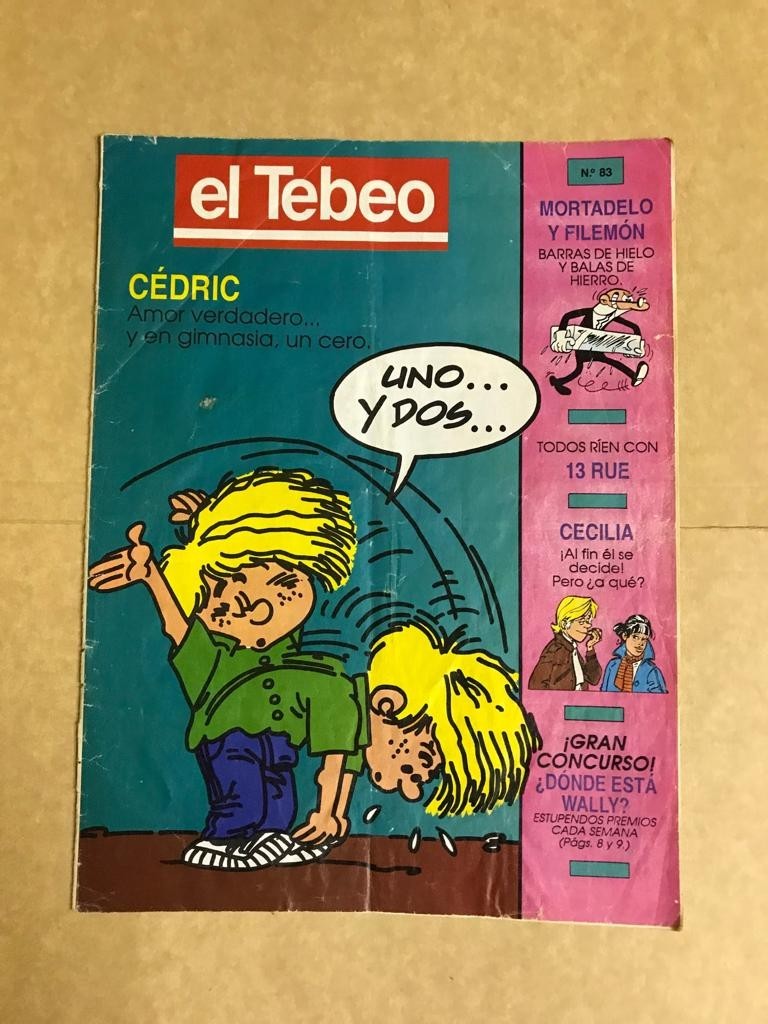 el Tebeo
CÉDRIC
Amor verdadero...
y en gimnasia, un cero.
UNO...
Y DOS...
N.º 83
MORTADELO
Y FILEMÓN
BARRAS DE HIELO
Y BALAS DE
HIERRO.
TODOS RÍEN CON
13 RUE
CECILIA
¡Al fin él se
decide!
Pero ¿a qué?
¡GRAN
CONCURSO!
¿DÓNDE ESTÁ
WALLY?
ESTUPENDOS PREMIOS
CADA SEMANA
(Págs. 8 y 9.)